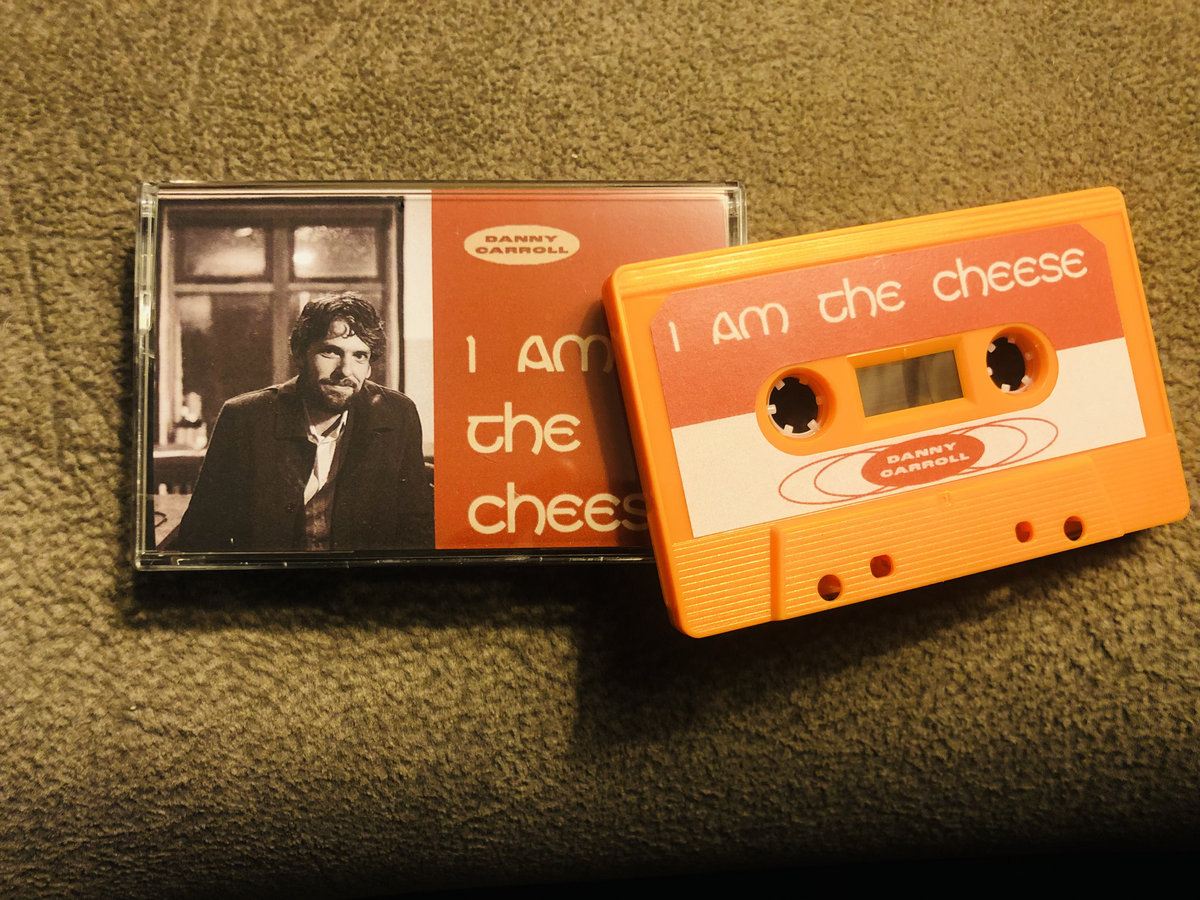 DANNY
CARROLL
I AM
the
chees
I AM the cheese
DANNY
CARROLL